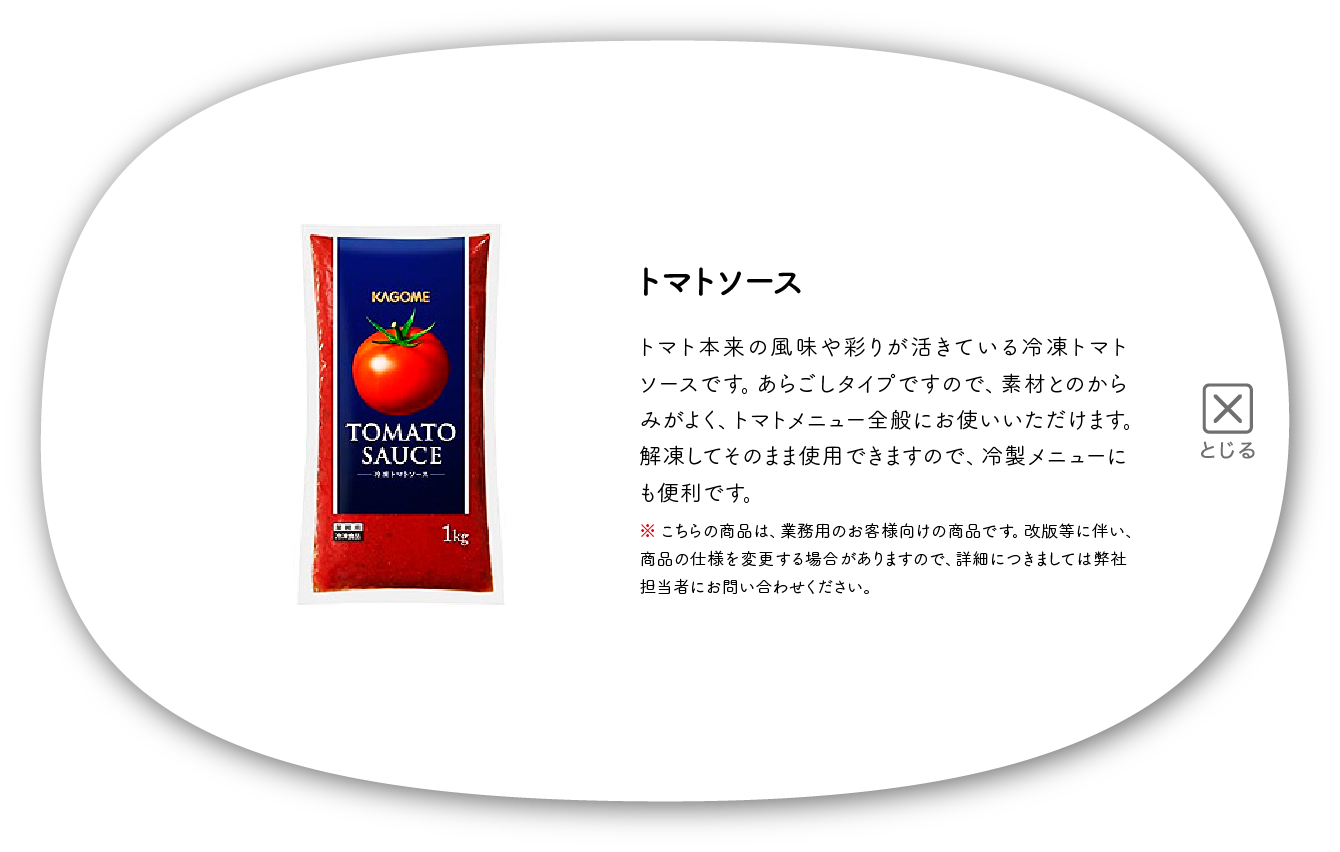 KAGOME
TOMATO
SAUCE
冷凍トマトソース
業務用
冷凍食品
1kg
トマトソース
トマト本来の風味や彩りが活きている冷凍トマト
ソースです。あらごしタイプですので、素材とのから
みがよく、トマトメニュー全般にお使いいただけます。
解凍してそのまま使用できますので、冷製メニューに
も便利です。
※ こちらの商品は、業務用のお客様向けの商品です。改版等に伴い、
商品の仕様を変更する場合がありますので、詳細につきましては弊社
担当者にお問い合わせください。
とじる